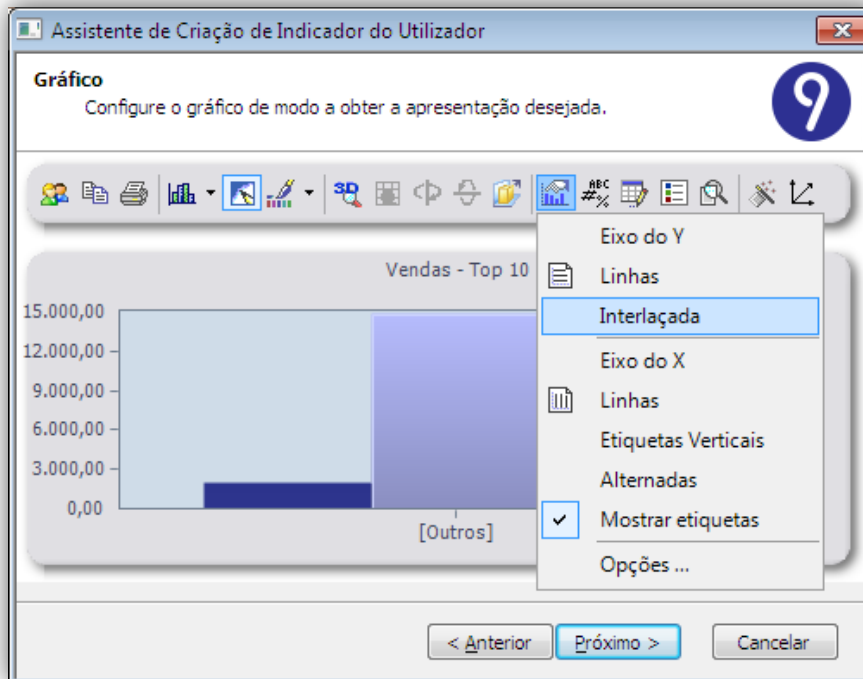 Assistente de Criação de Indicador do Utilizador
Gráfico
Configure o gráfico de modo a obter a apresentação desejada.
9
3D
ABC
#%
Eixo do Y
Linhas
Interlaçada
Eixo do X
Linhas
Etiquetas Verticais
Alternadas
Mostrar etiquetas
Opções ...
Vendas - Top 10
15.000,00
12.000,00
9.000,00
6.000,00
3.000,00
0,00
[Outros]
< Anterior
Próximo >
Cancelar